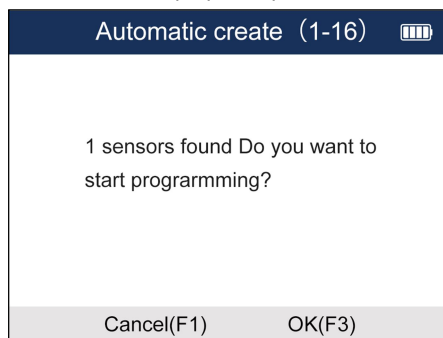 Automatic create（1-16）
1 sensors found Do you want to
start prograrmming?
Cancel(F1) OK(F3)